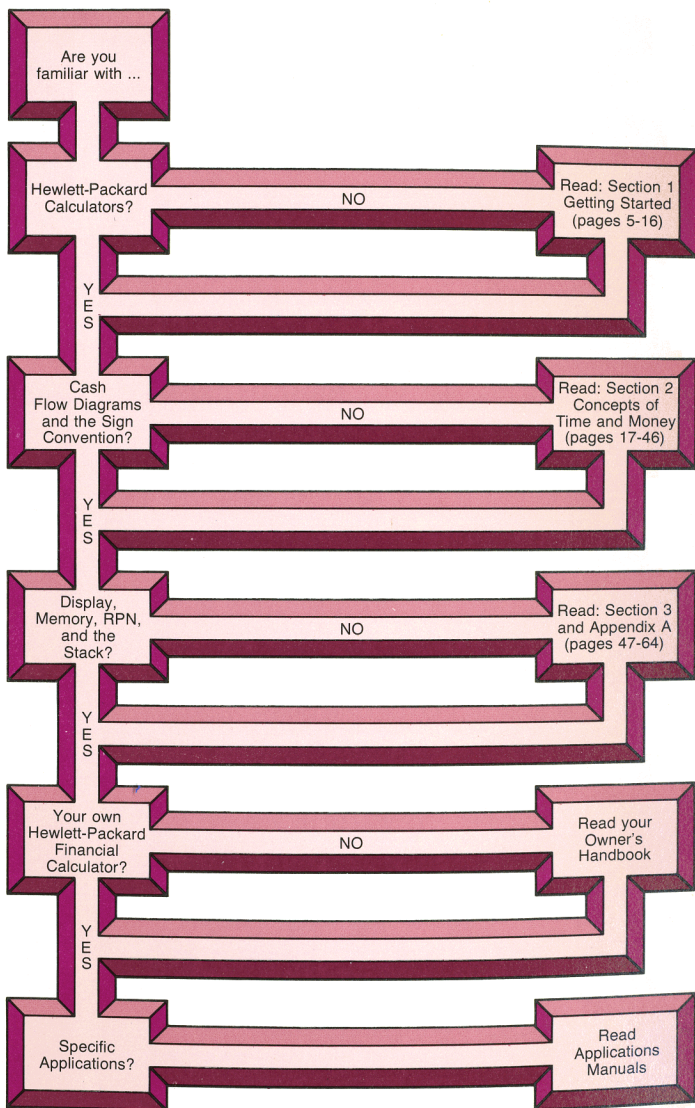 Are you
familiar with ...
Hewlett-Packard
Calculators?
NO
Read: Section 1
Getting Started
(pages 5-16)
Y
E
S
Cash
Flow Diagrams
and the Sign
Convention?
NO
Read: Section 2
Concepts of
Time and Money
(pages 17-46)
Y
E
S
Display,
Memory, RPN,
and the
Stack?
NO
Read: Section 3
and Appendix A
(pages 47-64)
Y
E
S
Your own
Hewlett-Packard
Financial
Calculator?
NO
Read your
Owner's
Handbook
Y
E
S
Specific
Applications?
Read
Applications
Manuals